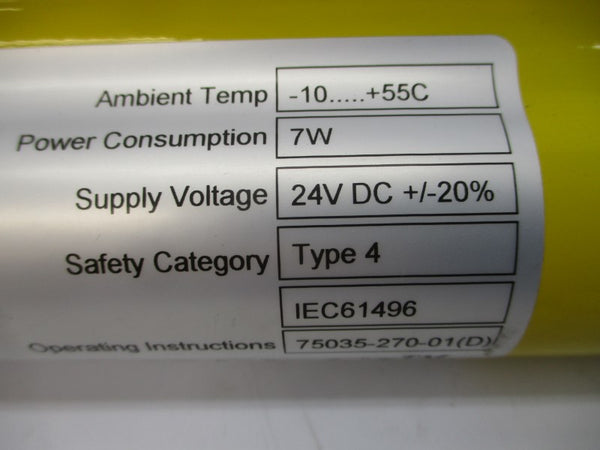 Ambient Temp -10.....+55C
Power Consumption 7W
Supply Voltage 24V DC +/-20%
Safety Category Type 4
IEC61496
Operating Instructions 75035-270-01(D)